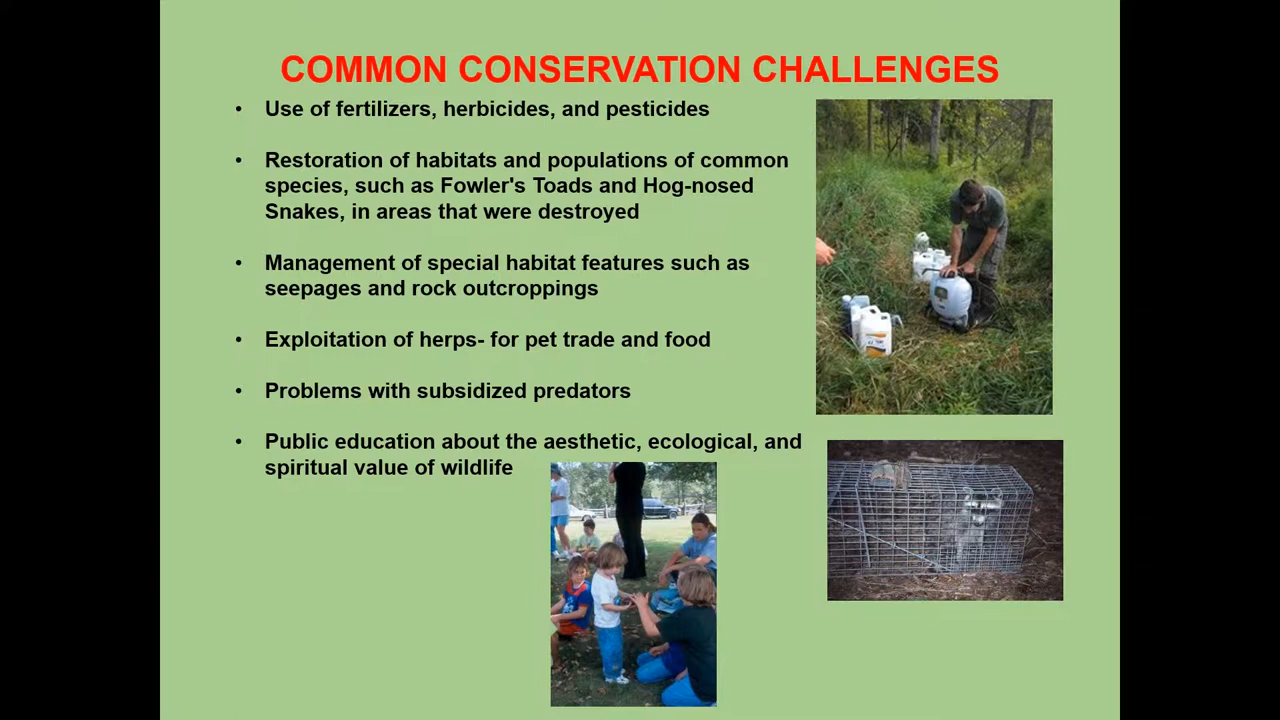 COMMON CONSERVATION CHALLENGES
• Use of fertilizers, herbicides, and pesticides
• Restoration of habitats and populations of common
species, such as Fowler's Toads and Hog-nosed
Snakes, in areas that were destroyed
• Management of special habitat features such as
seepages and rock outcroppings
• Exploitation of herps- for pet trade and food
• Problems with subsidized predators
• Public education about the aesthetic, ecological, and
spiritual value of wildlife